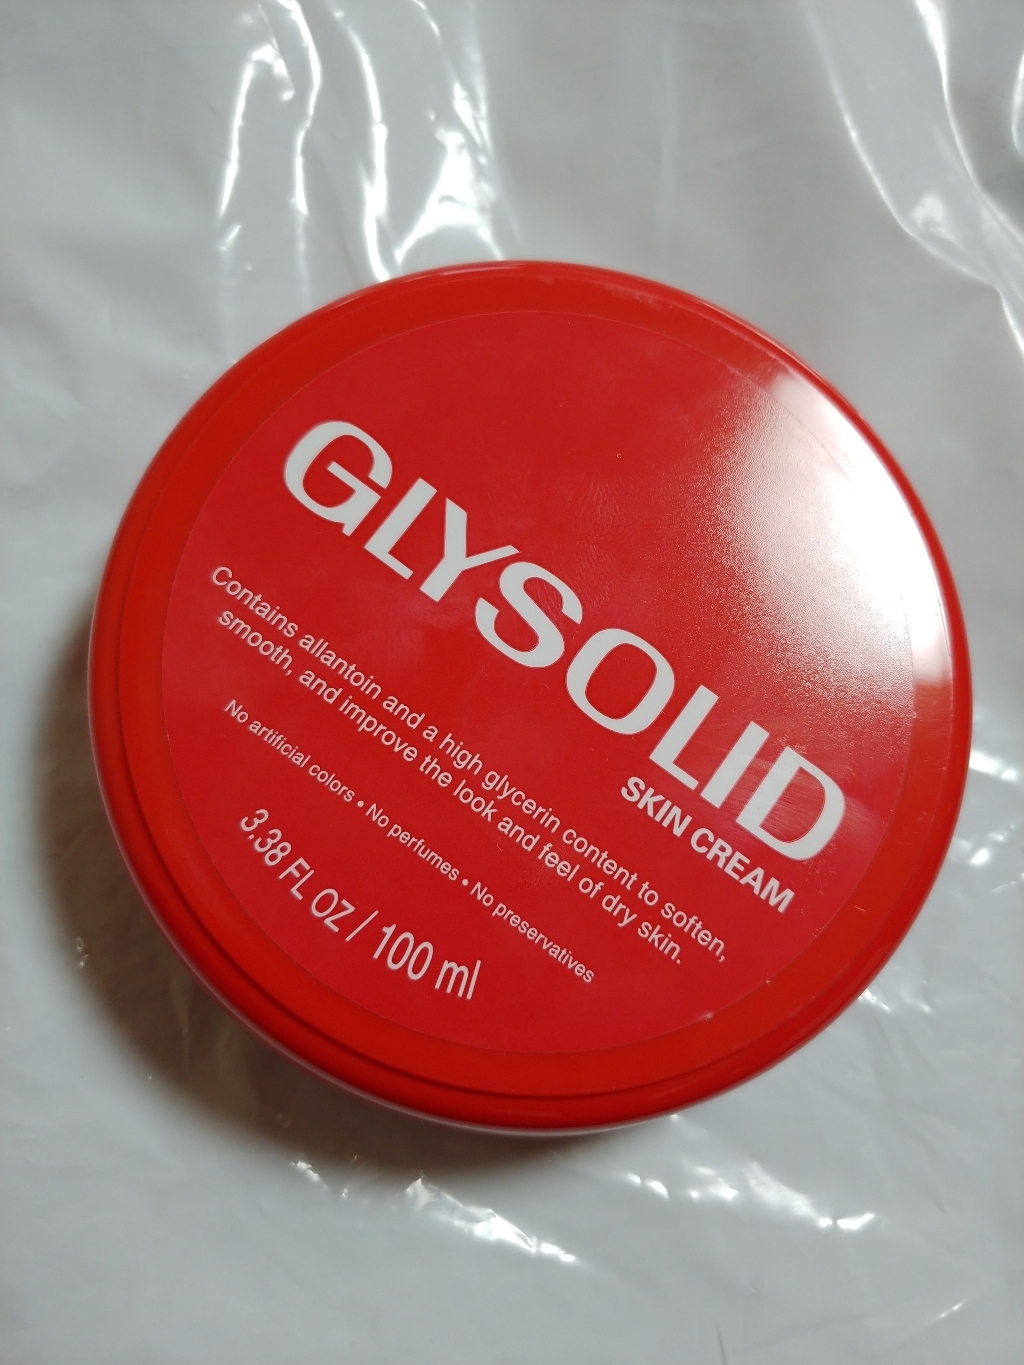 GLYSOLID
SKIN CREAM
Contains allantoin and a high glycerin content to soften,
smooth, and improve the look and feel of dry skin.
No artificial colors • No perfumes • No preservatives
3.38 FL OZ / 100 ml